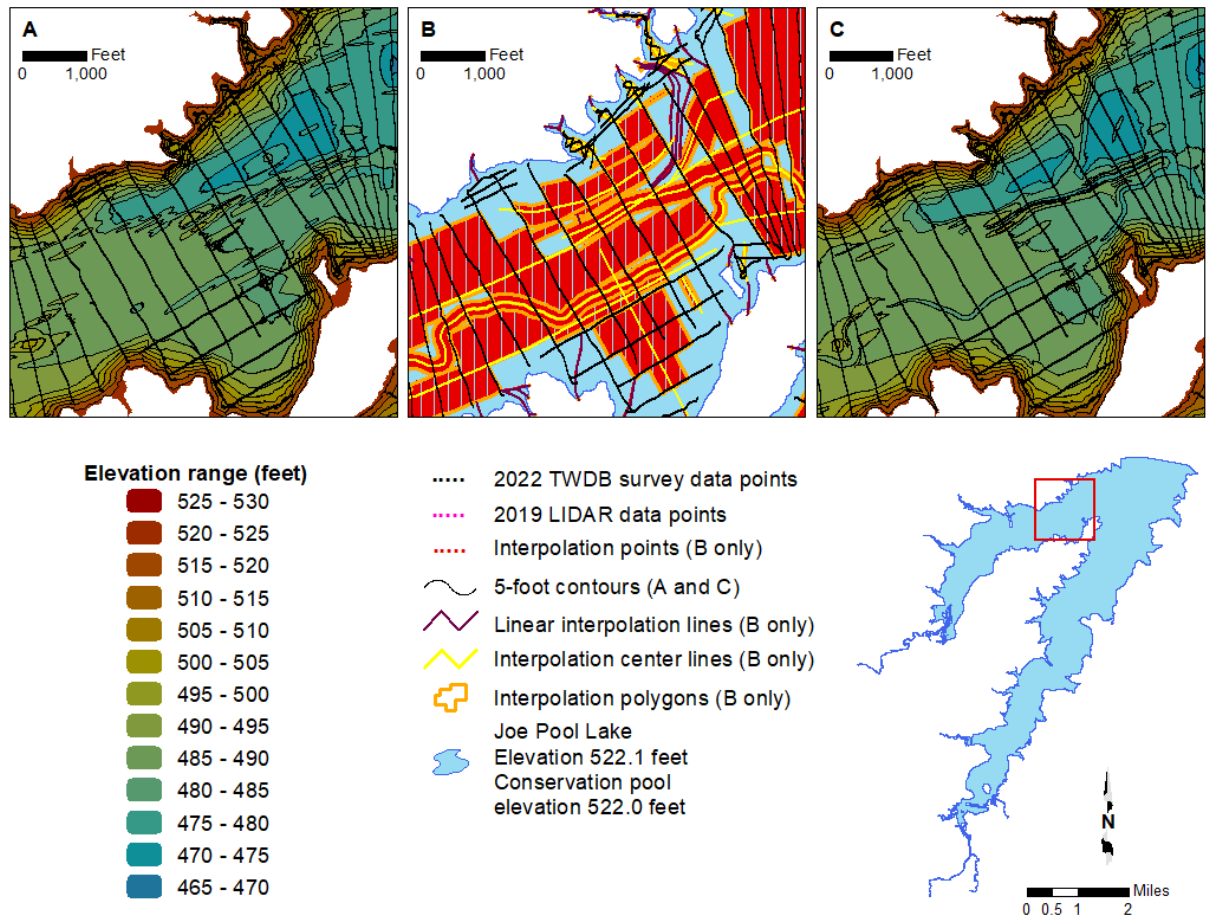 A
Feet
0 1,000
B
Feet
0 1,000
C
Feet
0 1,000
Elevation range (feet)
525 - 530
520 - 525
515 - 520
510 - 515
505 - 510
500 - 505
495 - 500
490 - 495
485 - 490
480 - 485
475 - 480
470 - 475
465 - 470
2022 TWDB survey data points
2019 LIDAR data points
Interpolation points (B only)
5-foot contours (A and C)
Linear interpolation lines (B only)
Interpolation center lines (B only)
Interpolation polygons (B only)
Joe Pool Lake
Elevation 522.1 feet
Conservation pool
elevation 522.0 feet
N
Miles
0 0.5 1 2